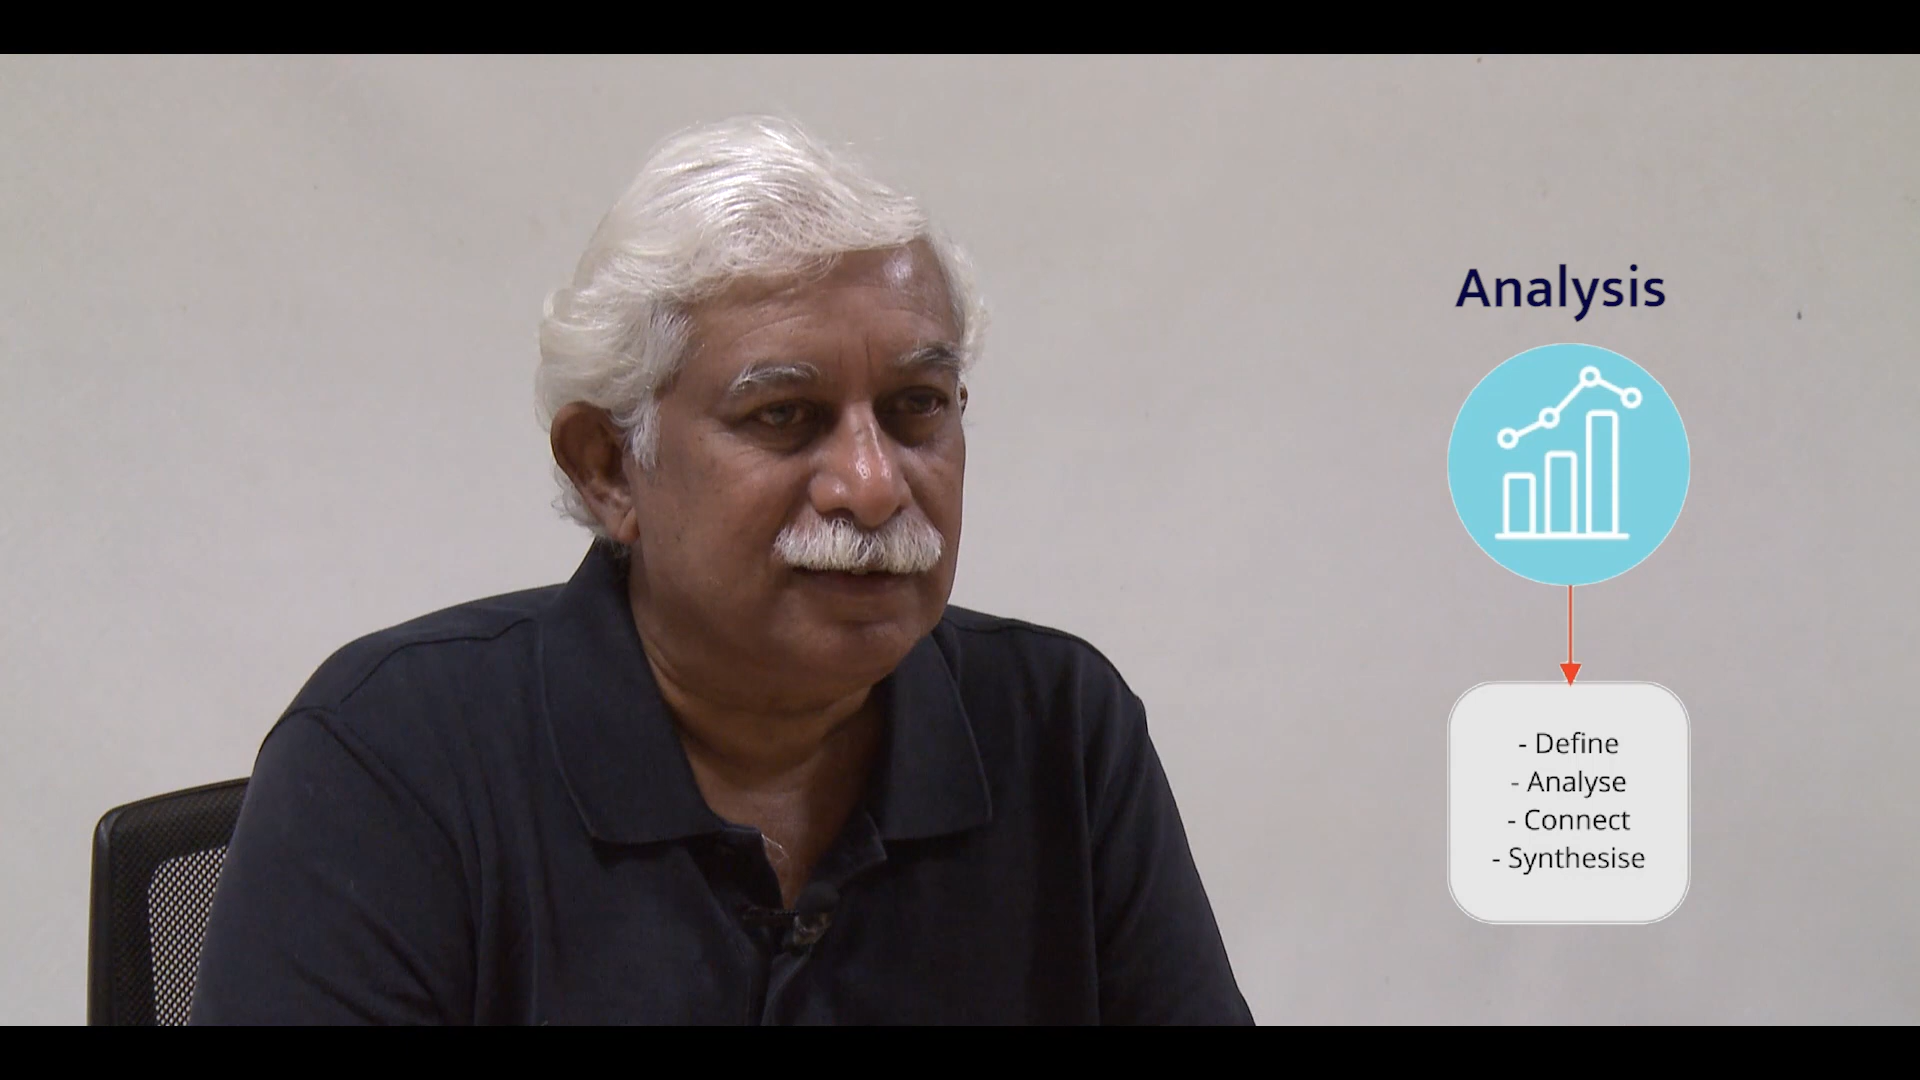 Analysis
- Define
- Analyse
- Connect
- Synthesise